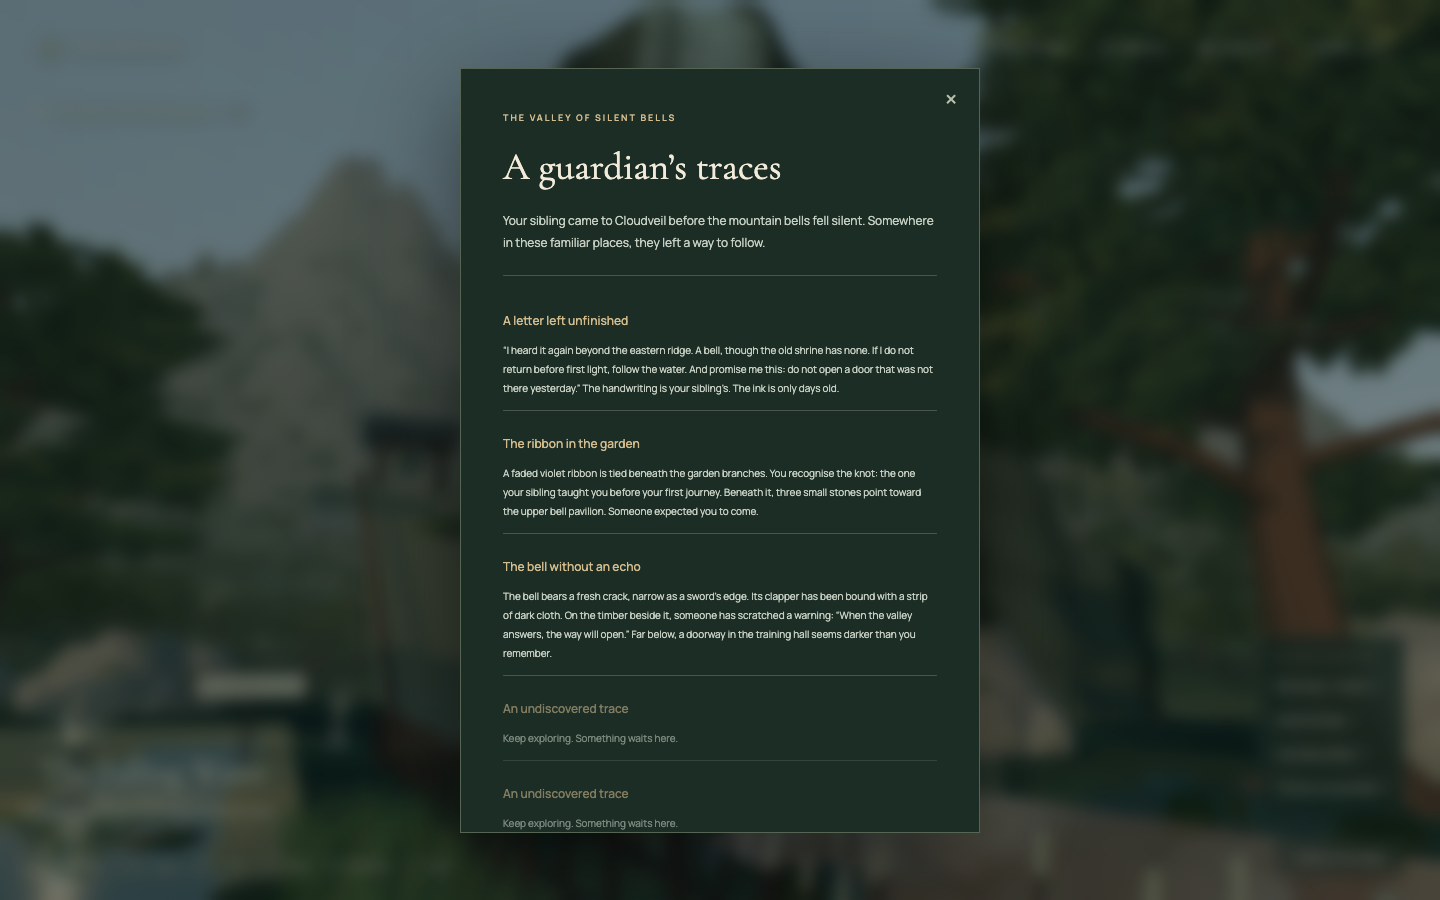 THE VALLEY OF SILENT BELLS
A guardian’s traces
Your sibling came to Cloudveil before the mountain bells fell silent. Somewhere
in these familiar places, they left a way to follow.
A letter left unfinished
“I heard it again beyond the eastern ridge. A bell, though the old shrine has none. If I do not
return before first light, follow the water. And promise me this: do not open a door that was not
there yesterday.” The handwriting is your sibling’s. The ink is only days old.
The ribbon in the garden
A faded violet ribbon is tied beneath the garden branches. You recognise the knot: the one
your sibling taught you before your first journey. Beneath it, three small stones point toward
the upper bell pavilion. Someone expected you to come.
The bell without an echo
The bell bears a fresh crack, narrow as a sword’s edge. Its clapper has been bound with a strip
of dark cloth. On the timber beside it, someone has scratched a warning: “When the valley
answers, the way will open.” Far below, a doorway in the training hall seems darker than you
remember.
An undiscovered trace
Keep exploring. Something waits here.
An undiscovered trace
Keep exploring. Something waits here.